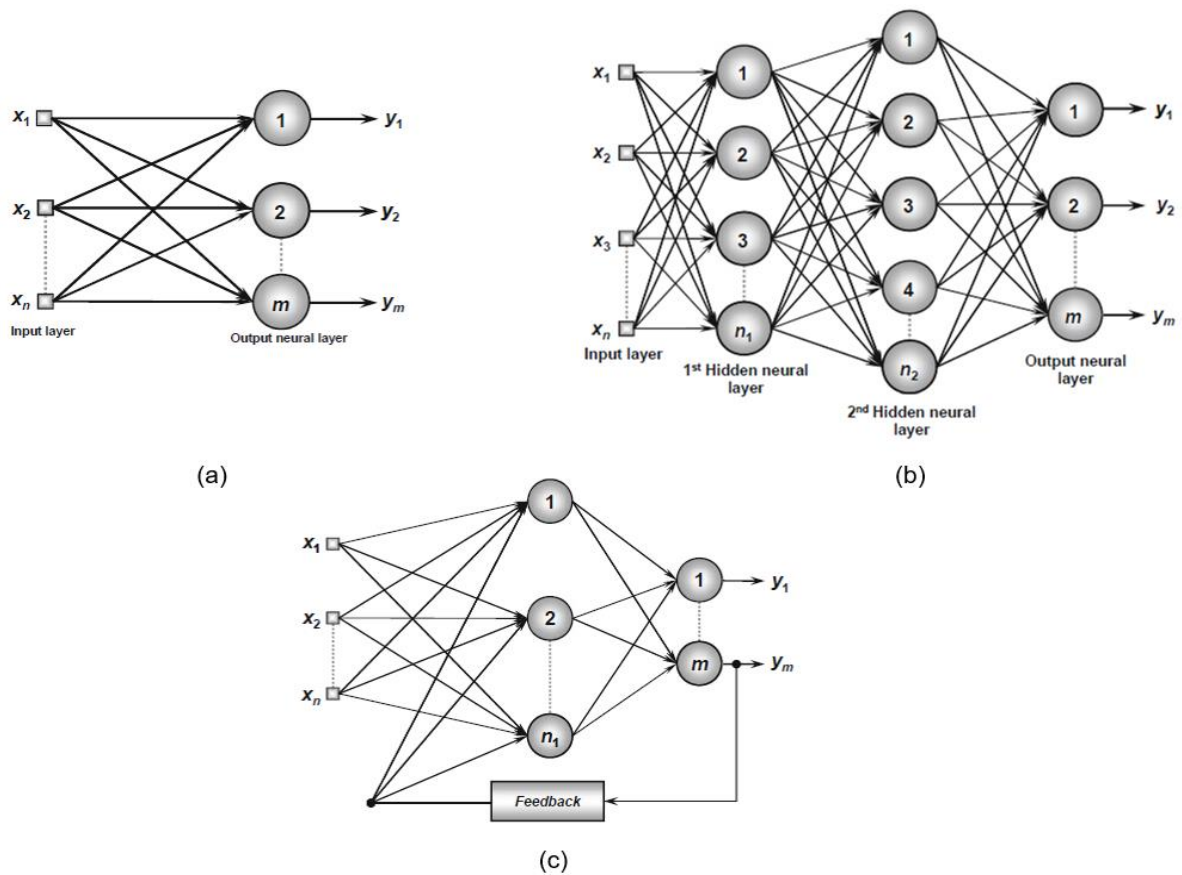 x1
x2
xn
Input layer
1
2
m
Output neural layer
y1
y2
ym
(a)
x1
x2
x3
xn
Input layer
1
2
3
n1
1st Hidden neural
layer
1
2
3
4
n2
2nd Hidden neural
layer
1
2
m
Output neural
layer
y1
y2
ym
(b)
x1
x2
xn
1
2
n1
1
m
y1
ym
Feedback
(c)